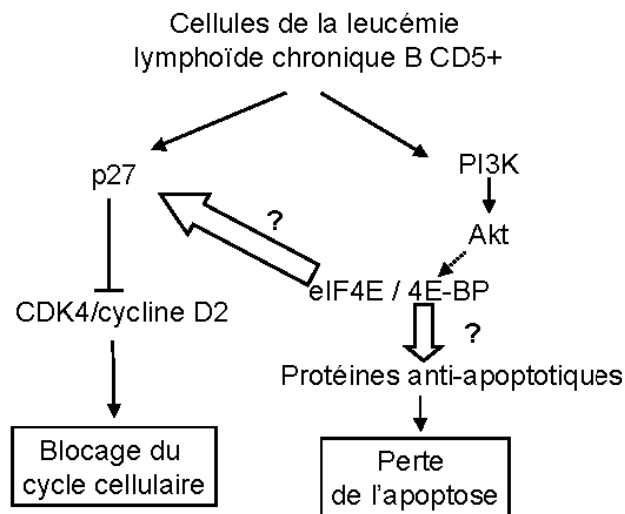 Cellules de la leucémie
lymphoïde chronique B CD5+
p27
PI3K
?
Akt
eIF4E / 4E-BP
CDK4/cycline D2
?
Protéines anti-apoptotiques
Blocage du
cycle cellulaire
Perte
de l'apoptose